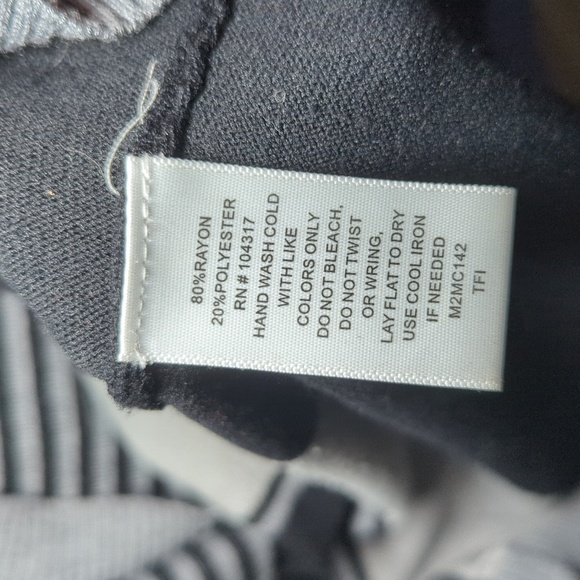 80%RAYON
20%POLYESTER
RN # 104317
HAND WASH COLD
WITH LIKE
COLORS ONLY
DO NOT BLEACH,
DO NOT TWIST
OR WRING,
LAY FLAT TO DRY
USE COOL IRON
IF NEEDED
M2MC142
TFI